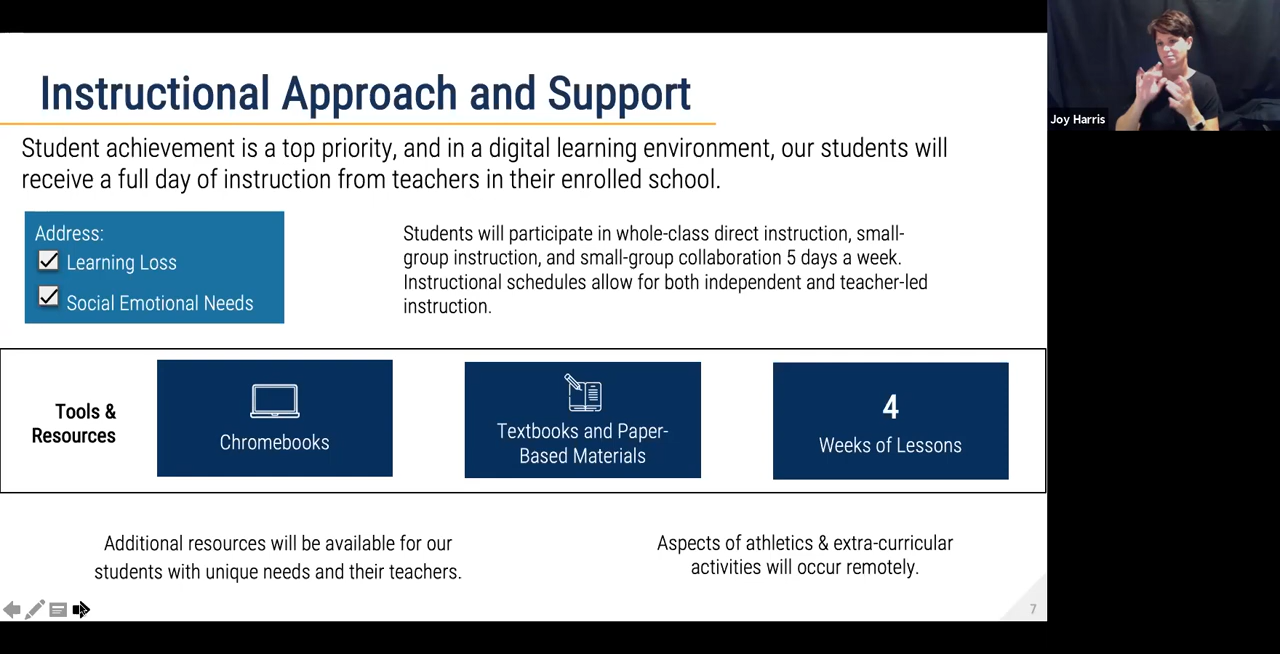 Instructional Approach and Support
Joy Harris
Student achievement is a top priority, and in a digital learning environment, our students will
receive a full day of instruction from teachers in their enrolled school.
Address:
Learning Loss
Social Emotional Needs
Students will participate in whole-class direct instruction, small-
group instruction, and small-group collaboration 5 days a week.
Instructional schedules allow for both independent and teacher-led
instruction.
Tools &
Resources
Chromebooks
Textbooks and Paper-
Based Materials
4
Weeks of Lessons
Additional resources will be available for our
students with unique needs and their teachers.
Aspects of athletics & extra-curricular
activities will occur remotely.
7